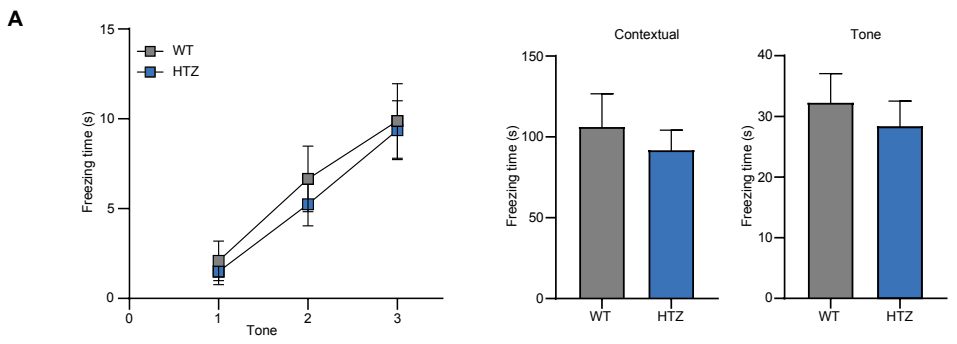 A
15
10
5
0
Freezing time (s)
WT
HTZ
0 1 2 3
Tone
Contextual
150
100
50
0
Freezing time (s)
WT HTZ
Tone
40
30
20
10
0
Freezing time (s)
WT HTZ